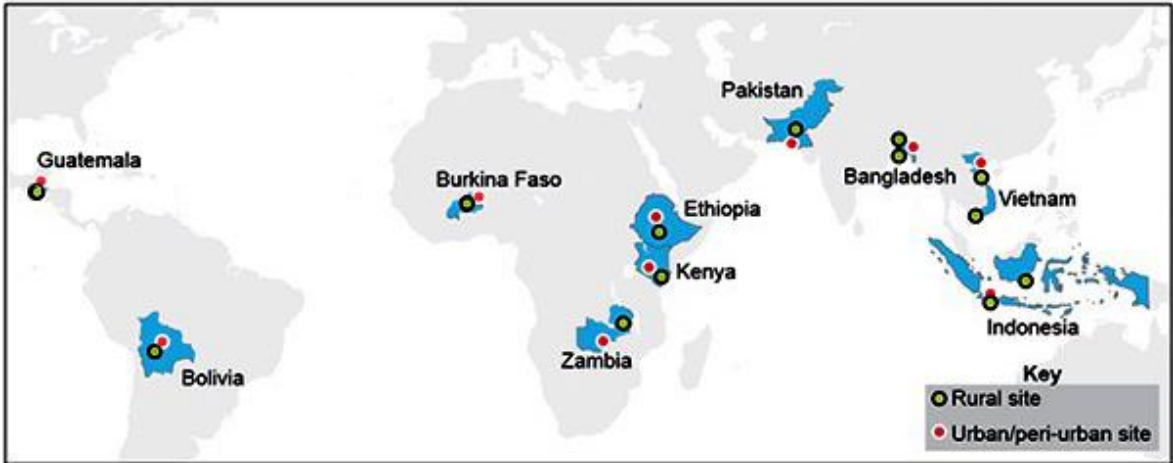 Pakistan
Guatemala
Burkina Faso
Bangladesh
Ethiopia
Vietnam
Kenya
Indonesia
Zambia
Bolivia
Key
Rural site
Urban/peri-urban site